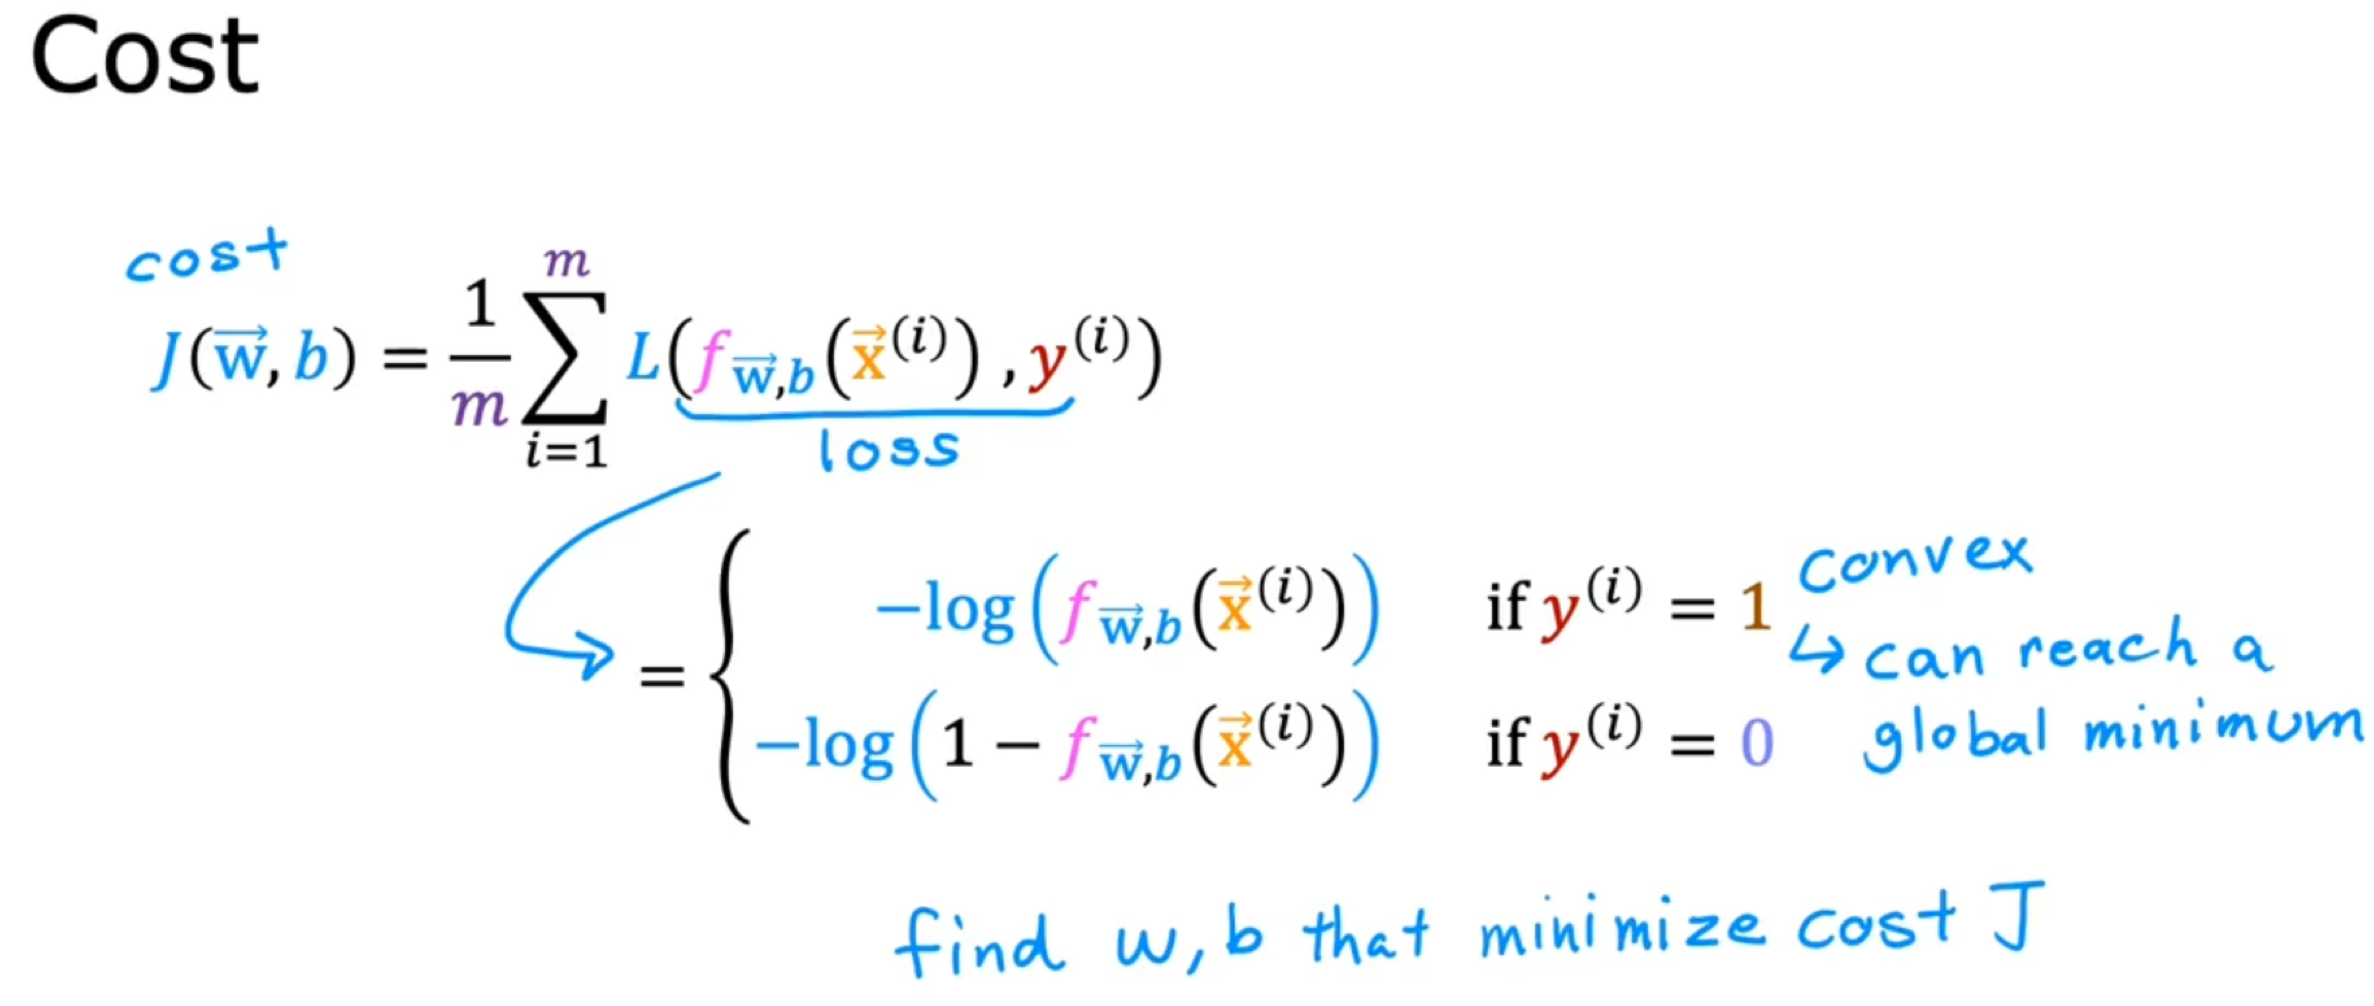 Cost
cost
J(\vec{w}, b) = \frac{1}{m} \sum_{i=1}^{m} L(f_{\vec{w},b}(\vec{x}^{(i)}), y^{(i)})
loss
= \begin{cases} -\log(f_{\vec{w},b}(\vec{x}^{(i)})) & \text{if } y^{(i)} = 1 \\ -\log(1 - f_{\vec{w},b}(\vec{x}^{(i)})) & \text{if } y^{(i)} = 0 \end{cases}
convex
↳ can reach a
global minimum
find w, b that minimize cost J